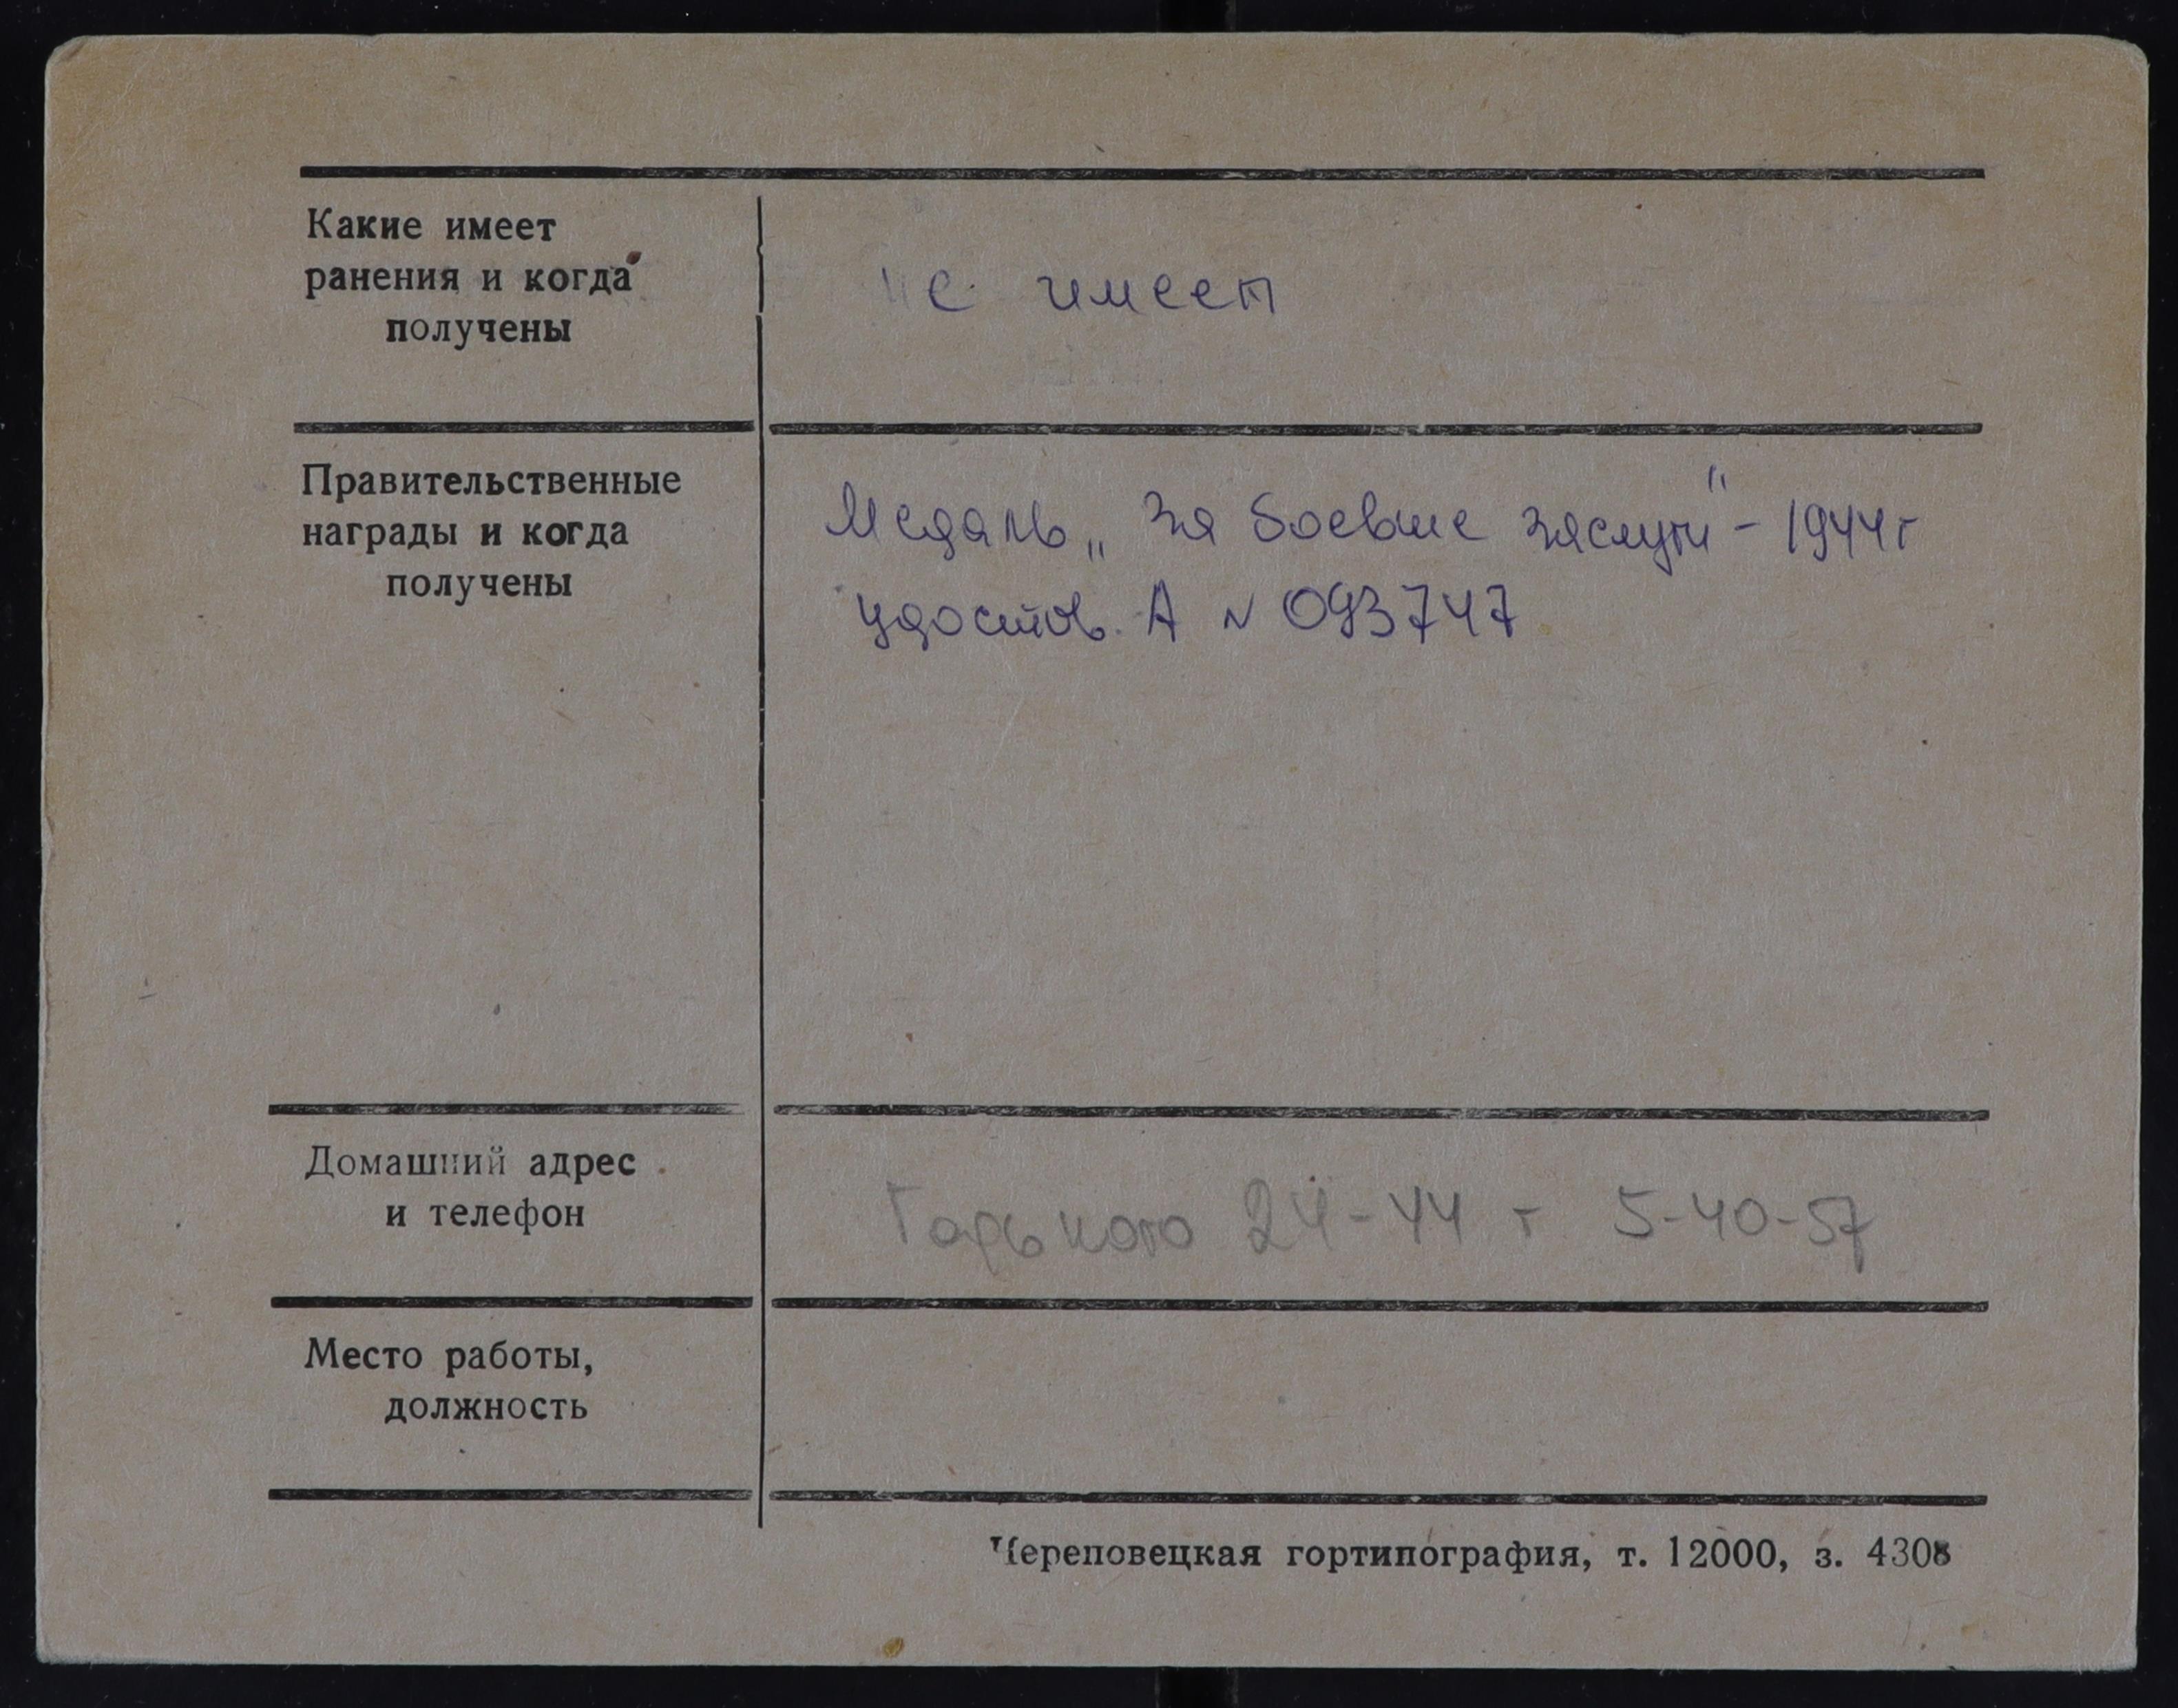 Какие имеет
ранения и когда
получены
не имеет
Правительственные
награды и когда
получены
Медаль „За боевые заслуги" - 1944г
удостов. А № 093747
Домашний адрес
и телефон
Горького 24-44 т 5-40-57
Место работы,
должность
Череповецкая гортипография, т. 12000, з. 4308